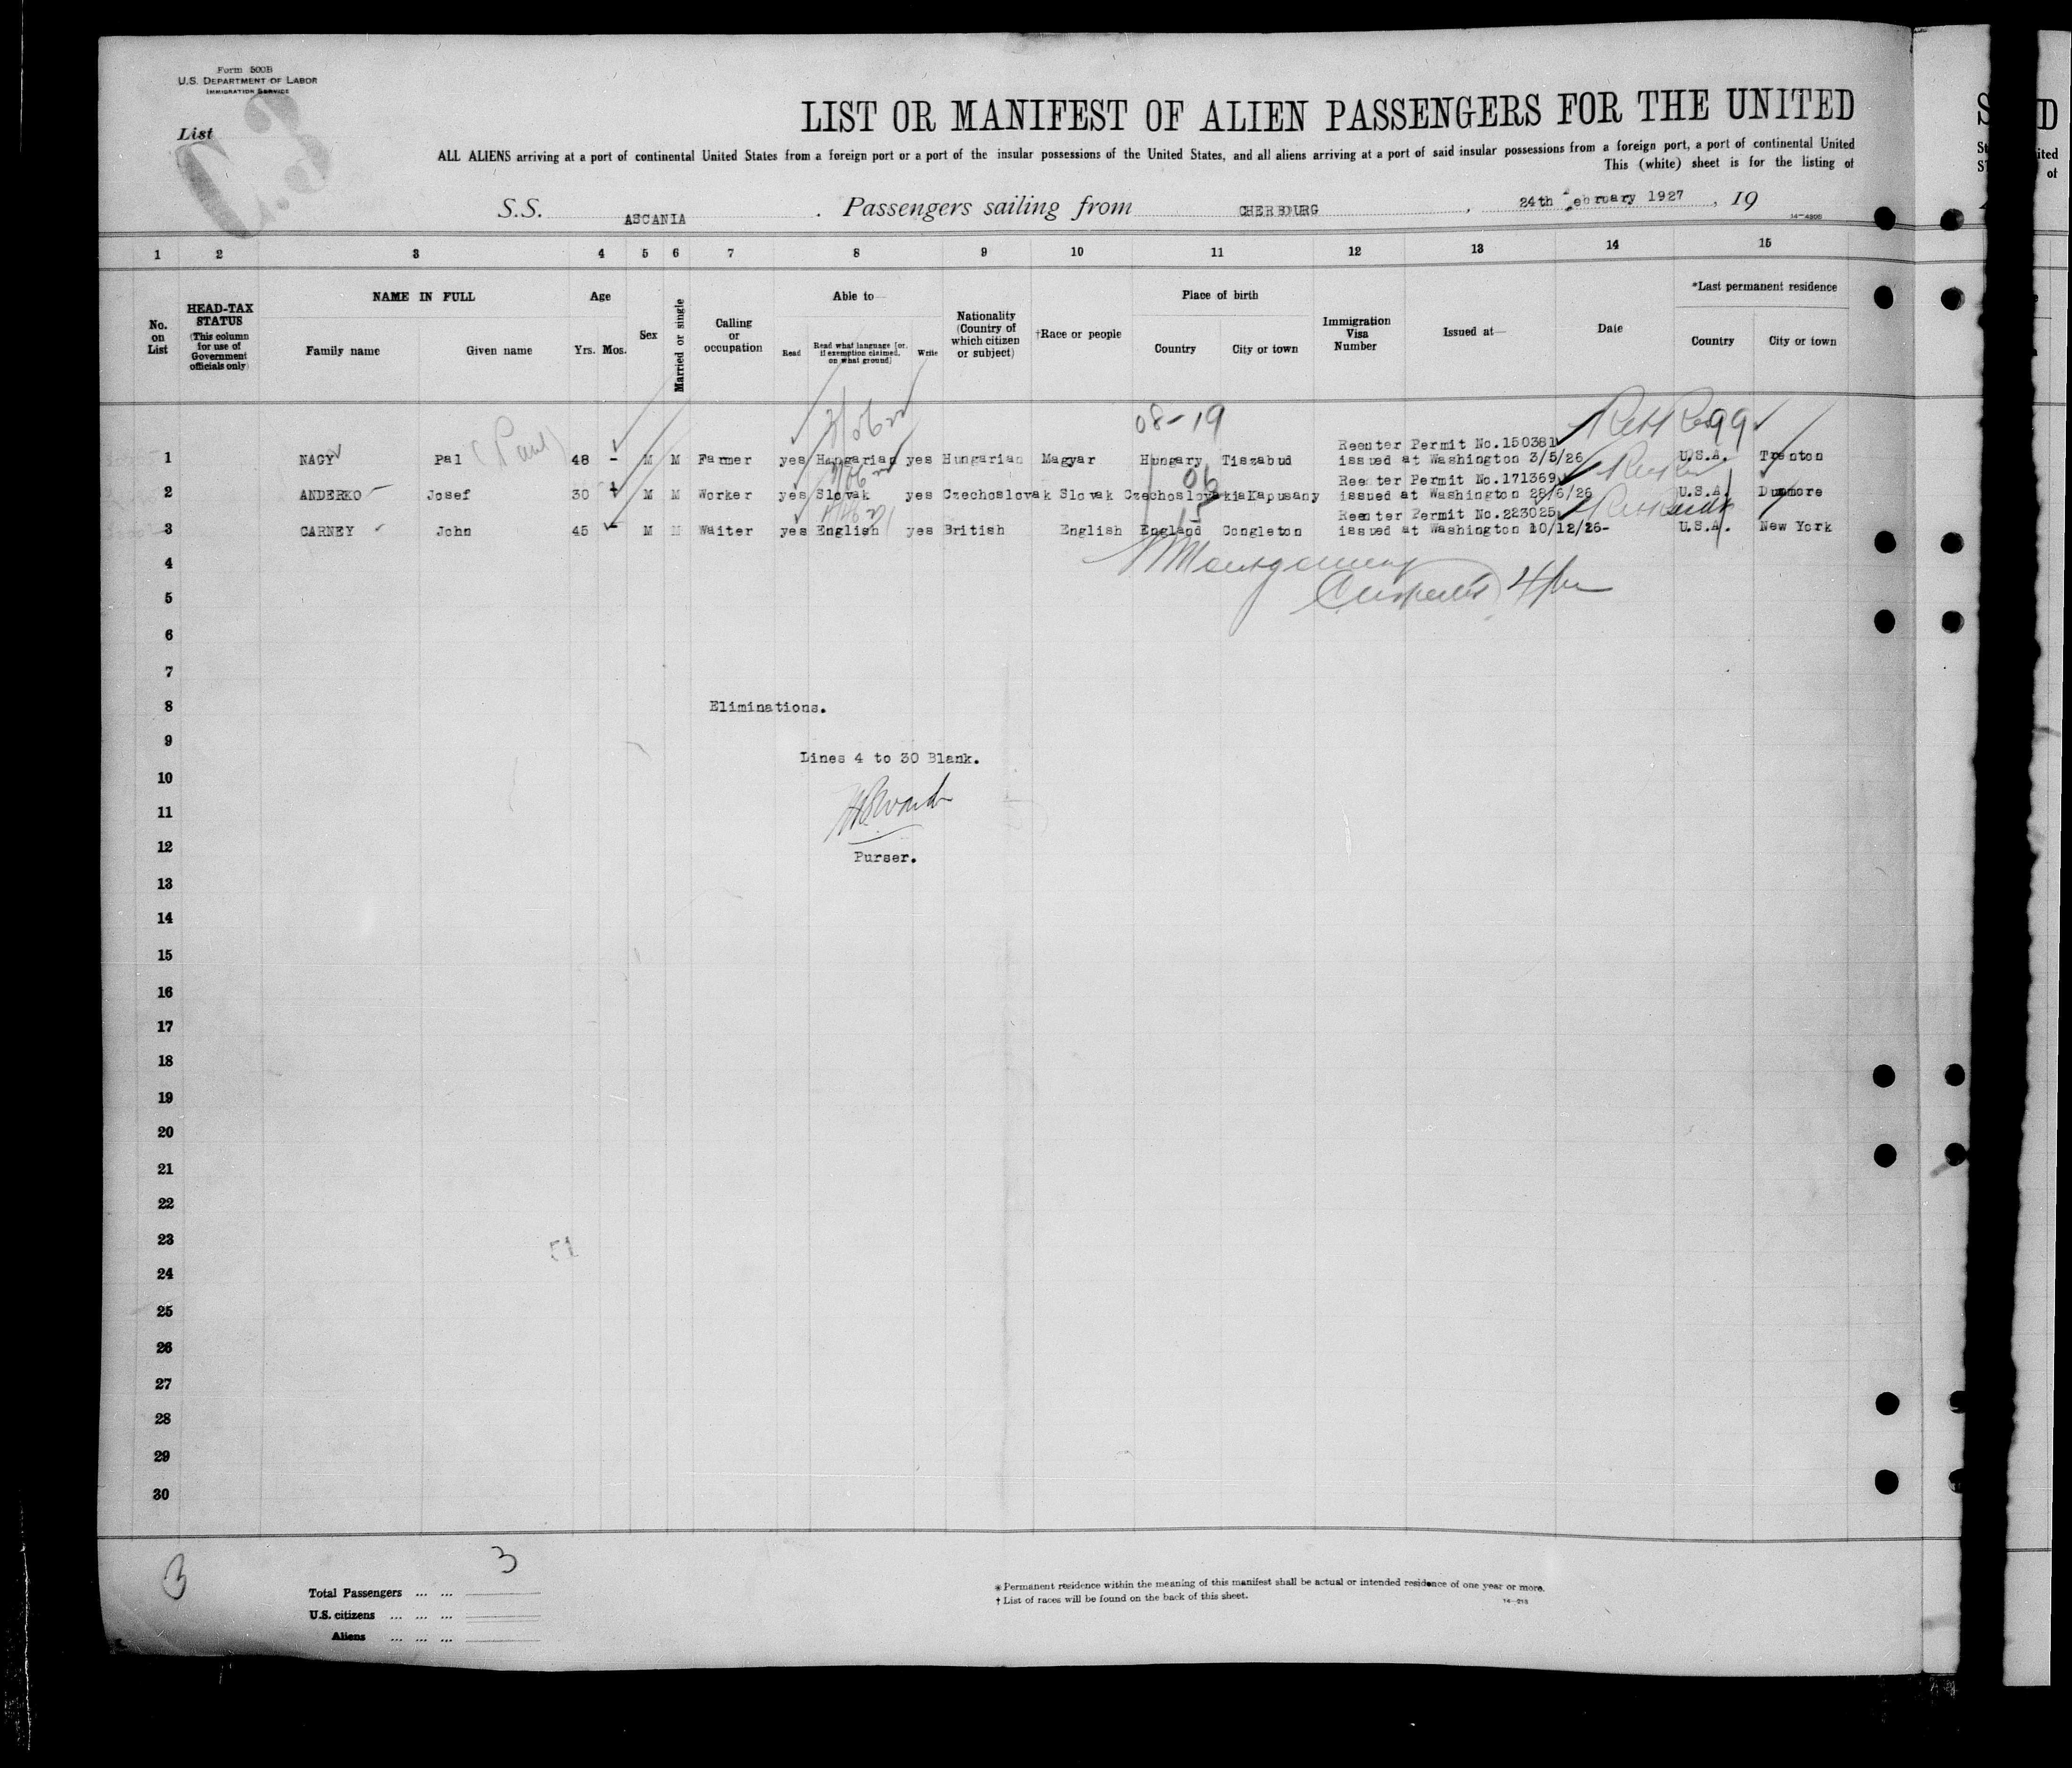 Form 500B
U.S. DEPARTMENT OF LABOR
IMMIGRATION SERVICE
List
LIST OR MANIFEST OF ALIEN PASSENGERS FOR THE UNITED
ALL ALIENS arriving at a port of continental United States from a foreign port or a port of the insular possessions of the United States, and all aliens arriving at a port of said insular possessions from a foreign port, a port of continental United
This (white) sheet is for the listing of
S.S. ASCANIA . Passengers sailing from CHERBOURG , 24th February 1927 , 19
1 2 3 4 5 6 7 8 9 10 11 12 13 14 15
No. on List
HEAD-TAX STATUS (This column for use of Government officials only)
NAME IN FULL Family name Given name
Age Yrs. Mos.
Sex
Married or single
Calling or occupation
Able to— Read Read what language [or, if exemption claimed, on what ground] Write
Nationality (Country of which citizen or subject)
†Race or people
Place of birth Country City or town
Immigration Visa Number
Issued at—
Date
*Last permanent residence Country City or town
08-19
99
Reenter Permit No.150381
1 NAGY Pal (Paul) 48 - M M Farmer yes Hungarian yes Hungarian Magyar Hungary Tiszabud issued at Washington 3/5/26 U.S.A. Trenton
06
Reenter Permit No.171369
2 ANDERKO Josef 30 M M Worker yes Slovak yes Czechoslovak Slovak Czechoslovakia Kapusany issued at Washington 28/6/26 U.S.A. Dunmore
15
Reenter Permit No.223025
3 CARNEY John 45 - M M Waiter yes English yes British English England Congleton issued at Washington 10/12/26- U.S.A. New York
4
Montgomery
5
6
7
8 Eliminations.
9
Lines 4 to 30 Blank.
10
11
12
Purser.
13
14
15
16
17
18
19
20
21
22
23
24
25
26
27
28
29
30
3
3
Total Passengers ... ...
U.S. citizens ... ... ...
Aliens ... ... ...
* Permanent residence within the meaning of this manifest shall be actual or intended residence of one year or more.
† List of races will be found on the back of this sheet.